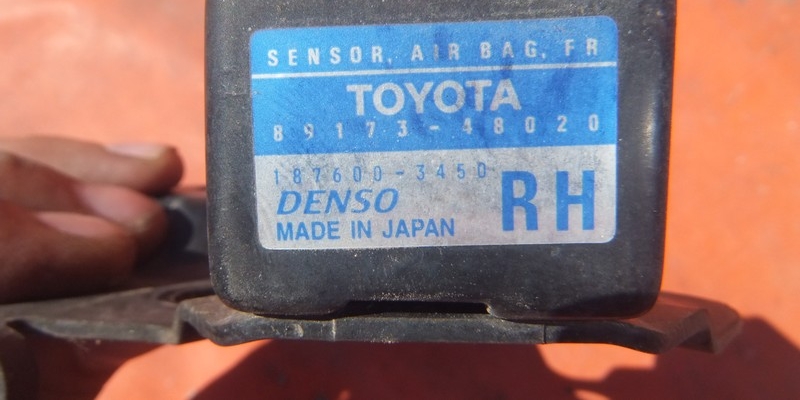 SENSOR, AIR BAG, FR
TOYOTA
89173-48020
187600-3450
DENSO
MADE IN JAPAN
RH